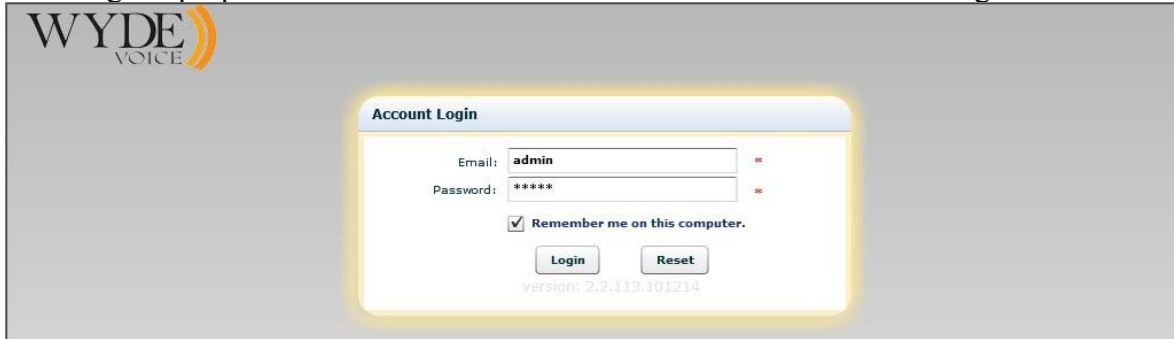 WYDE
VOICE
Account Login
Email: admin *
Password: ***** *
Remember me on this computer.
Login Reset
version: 2.2.113.101214